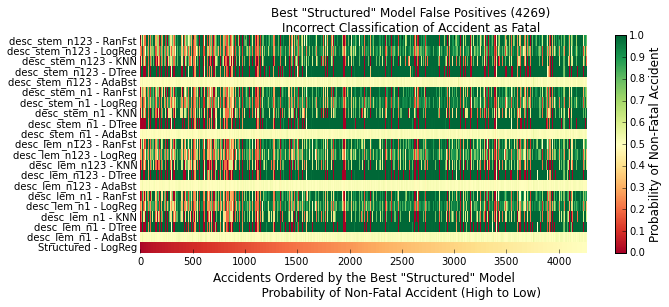 Best "Structured" Model False Positives (4269)
Incorrect Classification of Accident as Fatal
desc_stem_n123 - RanFst
desc_stem_n123 - LogReg
desc_stem_n123 - KNN
desc_stem_n123 - DTree
desc_stem_n123 - AdaBst
desc_stem_n1 - RanFst
desc_stem_n1 - LogReg
desc_stem_n1 - KNN
desc_stem_n1 - DTree
desc_stem_n1 - AdaBst
desc_lem_n123 - RanFst
desc_lem_n123 - LogReg
desc_lem_n123 - KNN
desc_lem_n123 - DTree
desc_lem_n123 - AdaBst
desc_lem_n1 - RanFst
desc_lem_n1 - LogReg
desc_lem_n1 - KNN
desc_lem_n1 - DTree
desc_lem_n1 - AdaBst
Structured - LogReg
0 500 1000 1500 2000 2500 3000 3500 4000
Accidents Ordered by the Best "Structured" Model
Probability of Non-Fatal Accident (High to Low)
1.0
0.9
0.8
0.7
0.6
0.5
0.4
0.3
0.2
0.1
0.0
Probability of Non-Fatal Accident